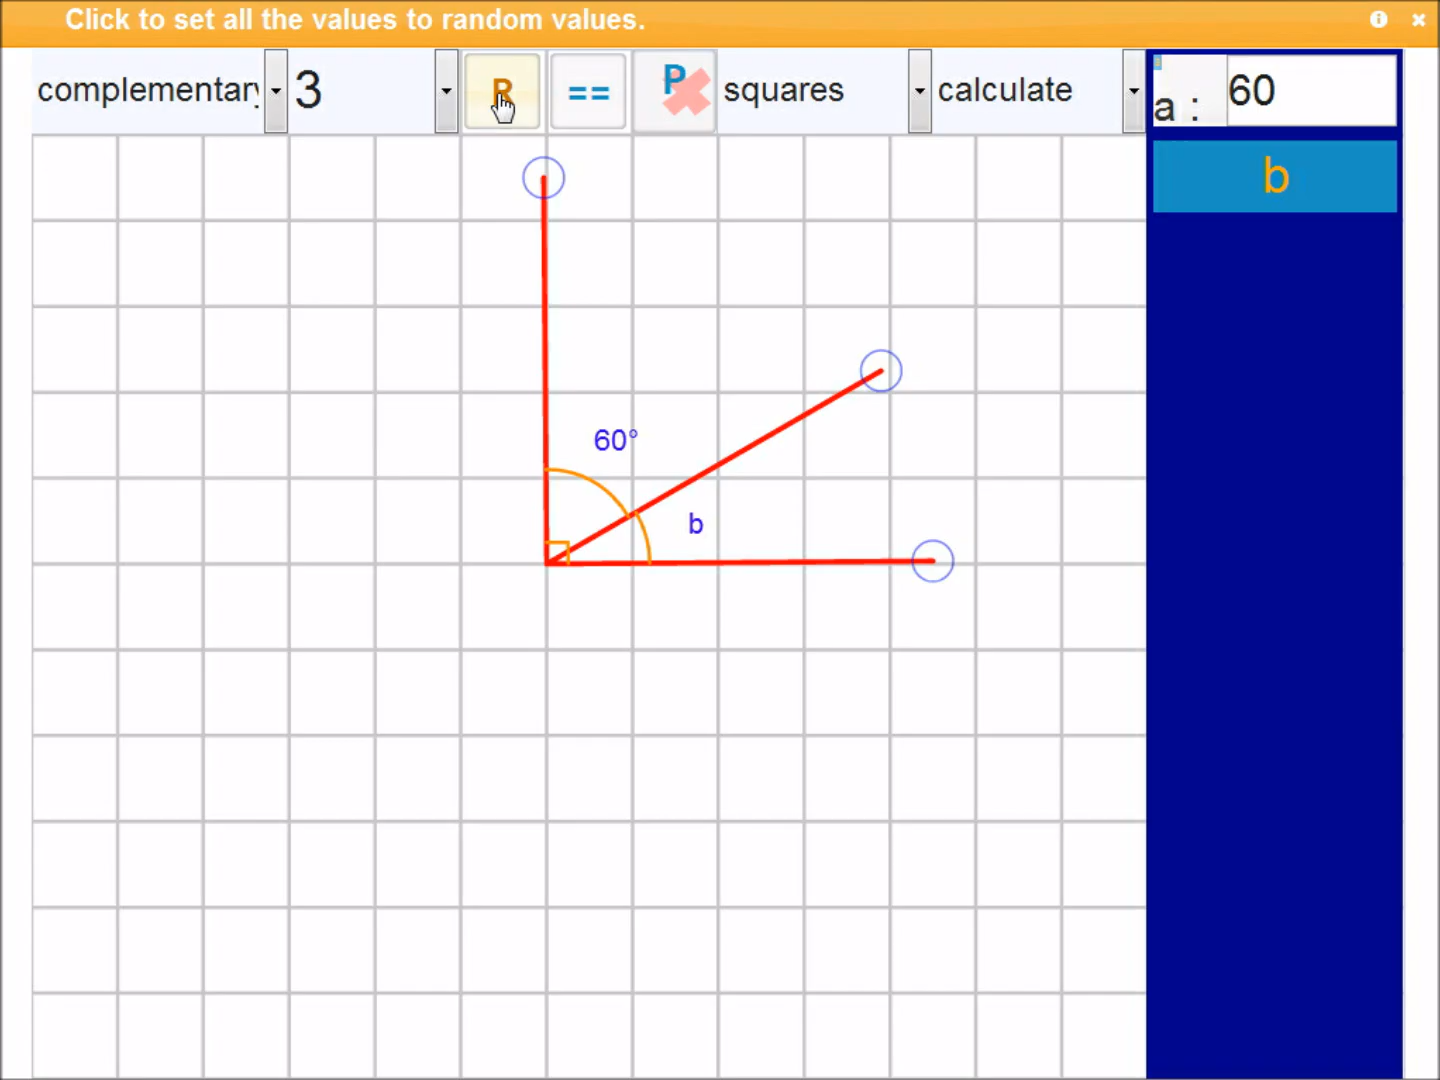 Click to set all the values to random values.
complementary 3 R == P squares calculate a : 60
b
60°
b